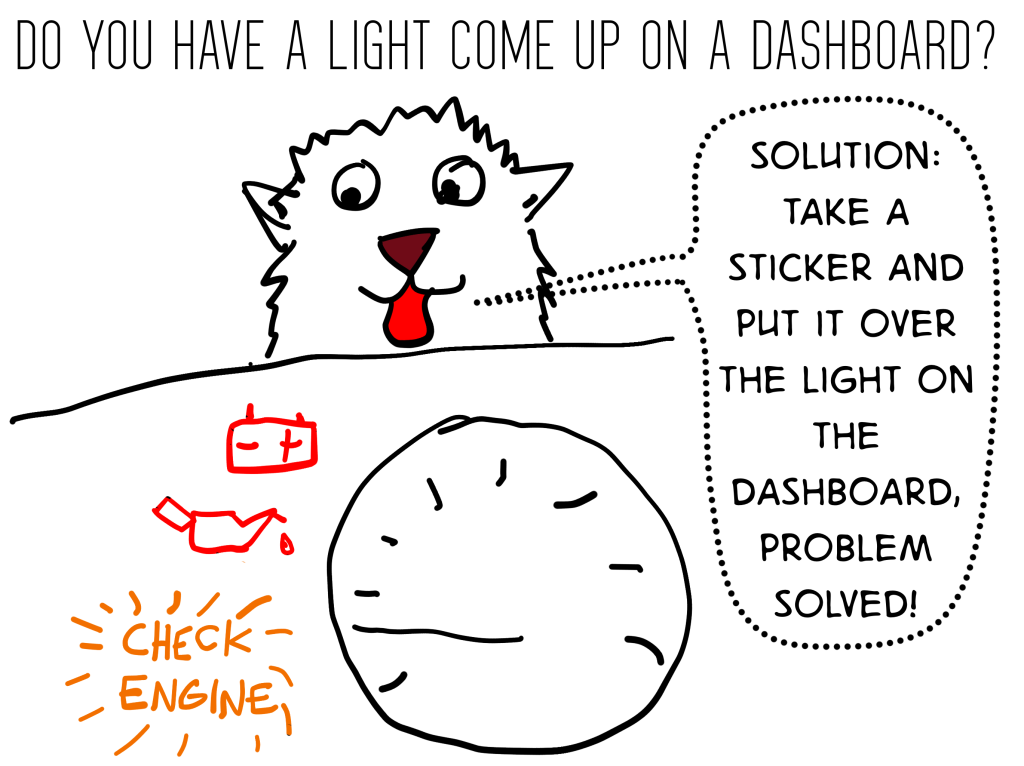 DO YOU HAVE A LIGHT COME UP ON A DASHBOARD?
SOLUTION:
TAKE A
STICKER AND
PUT IT OVER
THE LIGHT ON
THE
DASHBOARD,
PROBLEM
SOLVED!
- +
CHECK
ENGINE